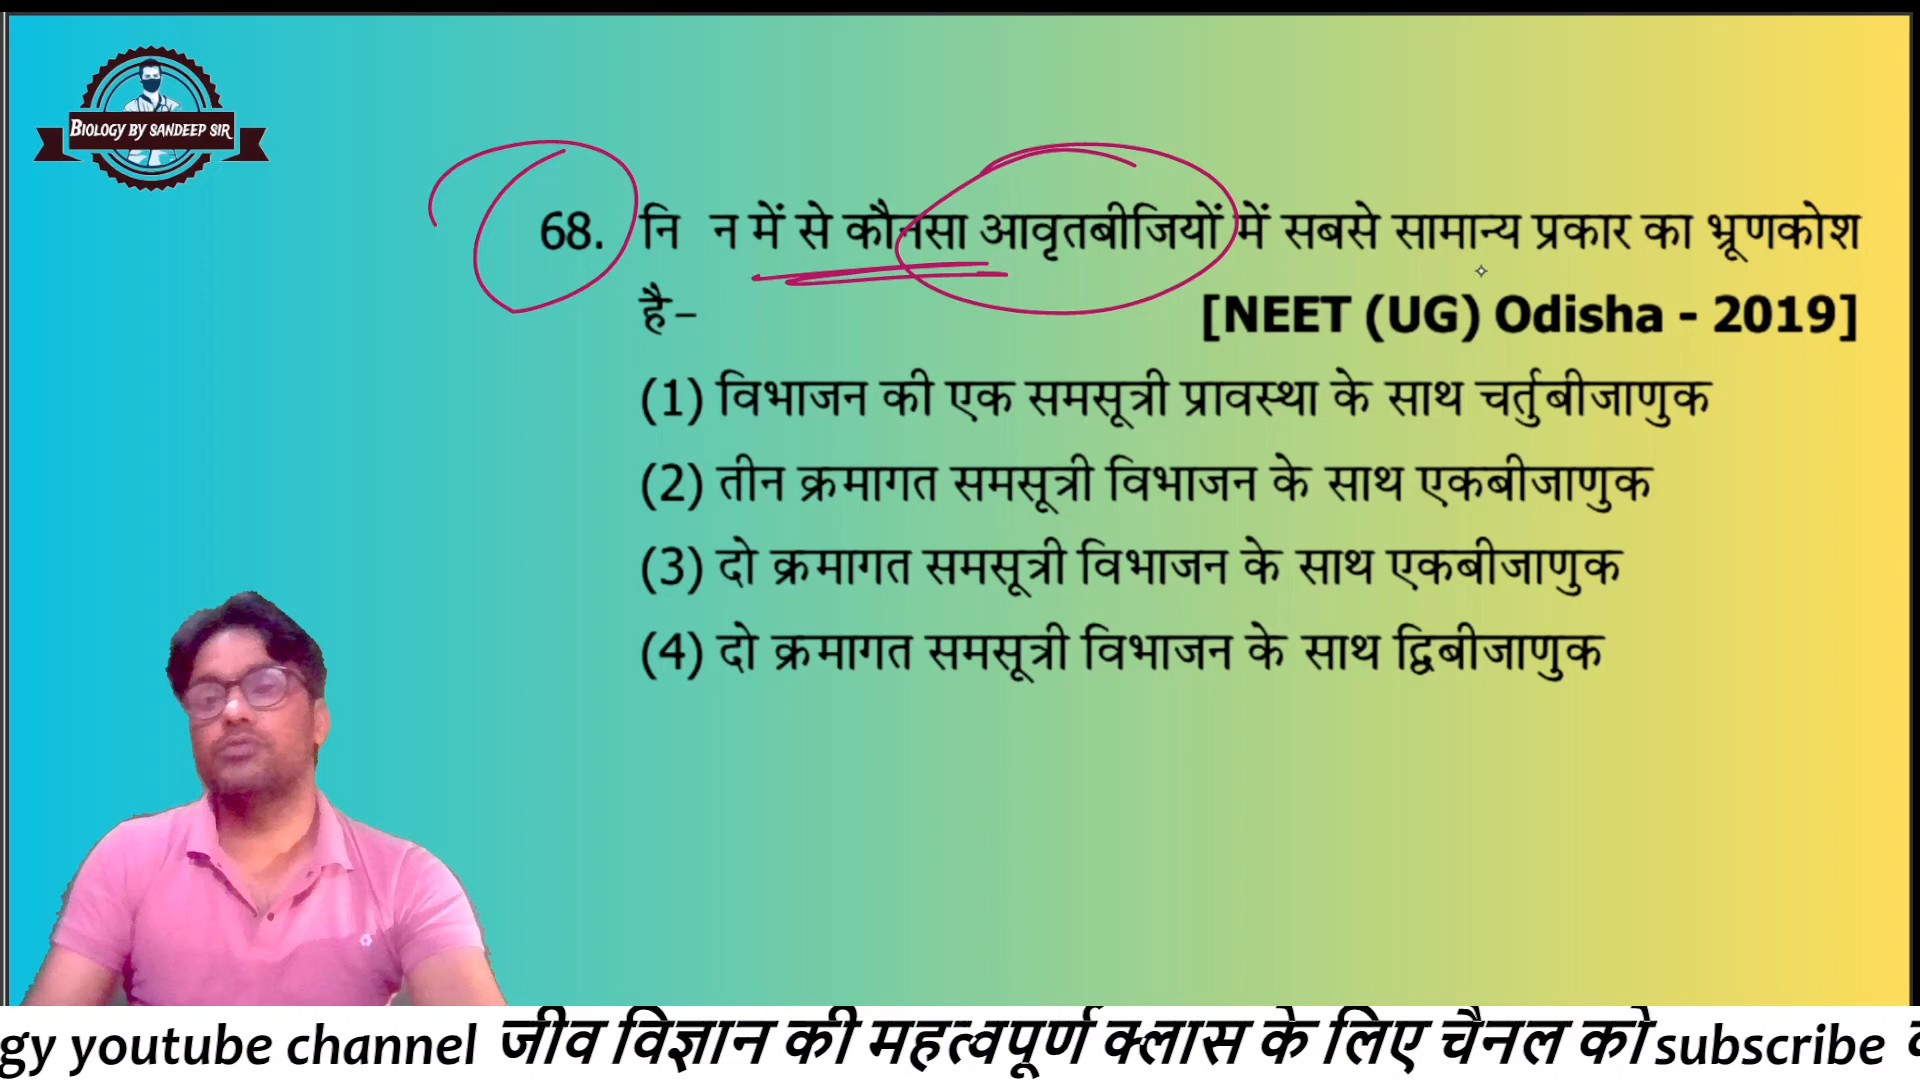 BIOLOGY BY SANDEEP SIR
68. नि न में से कौनसा आवृतबीजियों में सबसे सामान्य प्रकार का भ्रूणकोश
है– [NEET (UG) Odisha - 2019]
(1) विभाजन की एक समसूत्री प्रावस्था के साथ चर्तुबीजाणुक
(2) तीन क्रमागत समसूत्री विभाजन के साथ एकबीजाणुक
(3) दो क्रमागत समसूत्री विभाजन के साथ एकबीजाणुक
(4) दो क्रमागत समसूत्री विभाजन के साथ द्विबीजाणुक
gy youtube channel जीव विज्ञान की महत्वपूर्ण क्लास के लिए चैनल को subscribe